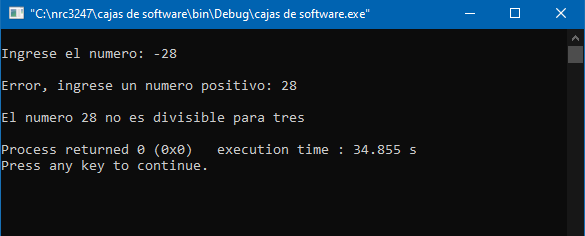 "C:\nrc3247\cajas de software\bin\Debug\cajas de software.exe"
Ingrese el numero: -28
Error, ingrese un numero positivo: 28
El numero 28 no es divisible para tres
Process returned 0 (0x0)   execution time : 34.855 s
Press any key to continue.